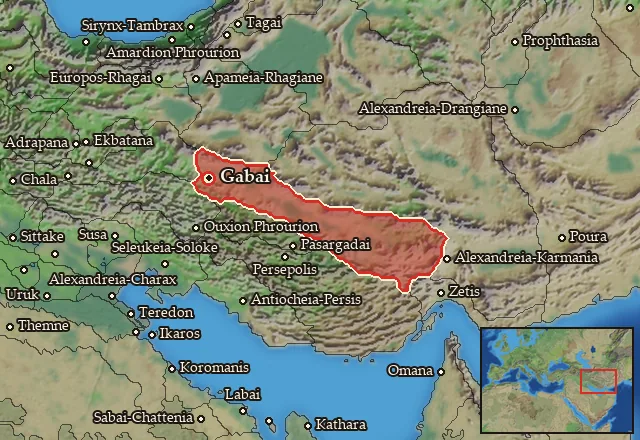 Sirynx-Tambrax
Tagai
Amardion Phrourion
Prophthasia
Europos-Rhagai
Apameia-Rhagiane
Alexandreia-Drangiane
Adrapana
Ekbatana
Chala
Gabai
Ouxion Phrourion
Sittake
Susa
Seleukeia-Soloke
Pasargadai
Poura
Persepolis
Alexandreia-Karmania
Alexandreia-Charax
Uruk
Antiocheia-Persis
Zetis
Teredon
Themne
Ikaros
Koromanis
Omana
Labai
Sabai-Chattenia
Kathara